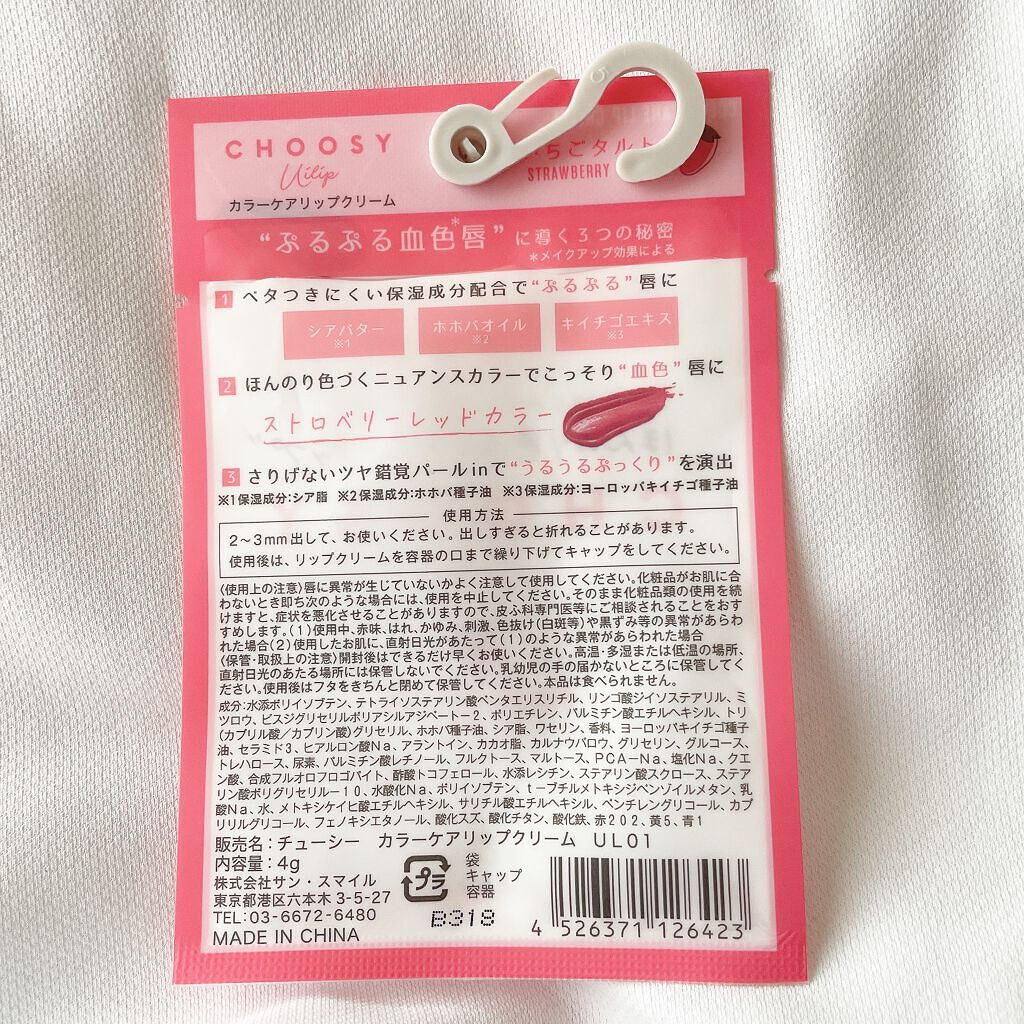 CHOOSY
Uilip
カラーケアリップクリーム
ちごタルト
STRAWBERRY
“ぷるぷる血色唇*”に導く3つの秘密
*メイクアップ効果による
1 ベタつきにくい保湿成分配合で“ぷるぷる”唇に
シアバター ホホバオイル キイチゴエキス
※1 ※2 ※3
2 ほんのり色づくニュアンスカラーでこっそり“血色”唇に
ストロベリーレッドカラー
3 さりげないツヤ錯覚パールinで“うるうるぷっくり”を演出
※1保湿成分:シア脂 ※2保湿成分:ホホバ種子油 ※3保湿成分:ヨーロッパキイチゴ種子油
使用方法
2~3mm出して、お使いください。出しすぎると折れることがあります。
使用後は、リップクリームを容器の口まで繰り下げてキャップをしてください。
〈使用上の注意〉唇に異常が生じていないかよく注意して使用してください。化粧品がお肌に合
わないとき即ち次のような場合には、使用を中止してください。そのまま化粧品類の使用を続
けますと、症状を悪化させることがありますので、皮ふ科専門医等にご相談されることをおす
すめします。(1)使用中、赤味、はれ、かゆみ、刺激、色抜け(白斑等)や黒ずみ等の異常があらわ
れた場合(2)使用したお肌に、直射日光があたって(1)のような異常があらわれた場合
〈保管・取扱上の注意〉開封後はできるだけ早くお使いください。高温・多湿または低温の場所、
直射日光のあたる場所には保管しないでください。乳幼児の手の届かないところに保管してく
ださい。使用後はフタをきちんと閉めて保管してください。本品は食べられません。
成分:水添ポリイソブテン、テトライソステアリン酸ペンタエリスリチル、リンゴ酸ジイソステアリル、ミ
ツロウ、ビスジグリセリルポリアシルアジペート-2、ポリエチレン、パルミチン酸エチルヘキシル、トリ
(カプリル酸/カプリン酸)グリセリル、ホホバ種子油、シア脂、ワセリン、香料、ヨーロッパキイチゴ種子
油、セラミド3、ヒアルロン酸Na、アラントイン、カカオ脂、カルナウバロウ、グリセリン、グルコース、
トレハロース、尿素、パルミチン酸レチノール、フルクトース、マルトース、PCA-Na、塩化Na、クエ
ン酸、合成フルオロフロゴパイト、酢酸トコフェロール、水添レシチン、ステアリン酸スクロース、ステア
リン酸ポリグリセリル-10、水酸化Na、ポリイソブテン、t-ブチルメトキシジベンゾイルメタン、乳
酸Na、水、メトキシケイヒ酸エチルヘキシル、サリチル酸エチルヘキシル、ペンチレングリコール、カプ
リリルグリコール、フェノキシエタノール、酸化スズ、酸化チタン、酸化鉄、赤202、黄5、青1
販売名:チューシー カラーケアリップクリーム UL01
内容量:4g
株式会社サン・スマイル
東京都港区六本木 3-5-27
TEL:03-6672-6480
MADE IN CHINA
プラ
袋
キャップ
容器
B318
4 526371 126423